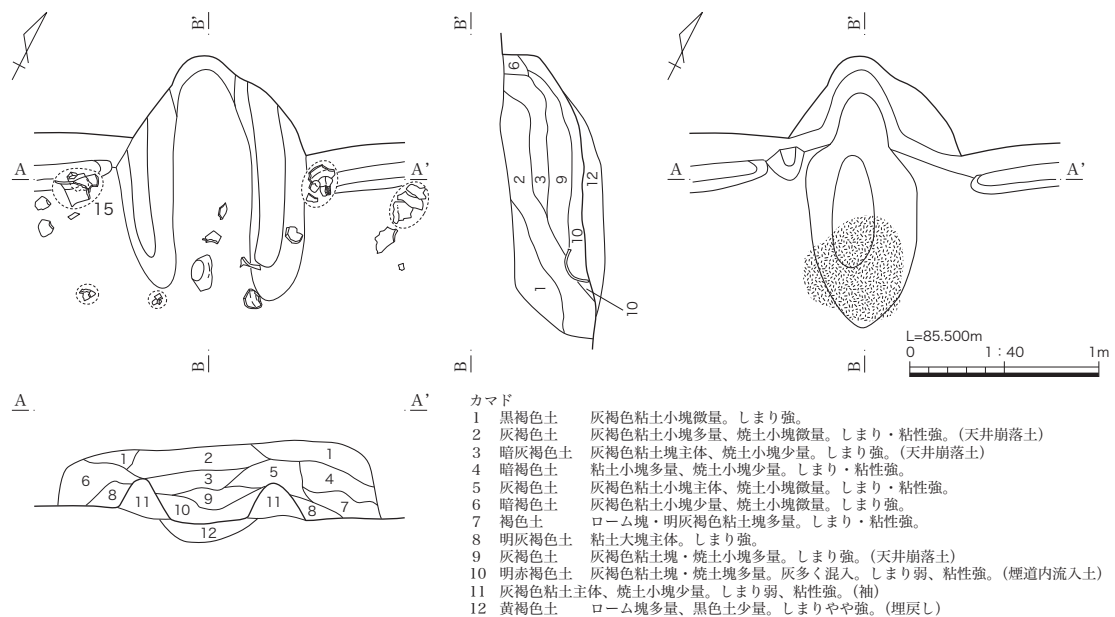 B'
B'
B'
A
A'
15
6
2
3
9
12
10
1
10
A
A'
L=85.500m
0 1：40 1m
B
B
B
A
A'
1
2
1
3
5
4
6
8
11
10
9
11
8
7
12
カマド
1 黒褐色土 灰褐色粘土小塊微量。しまり強。
2 灰褐色土 灰褐色粘土小塊多量、焼土小塊微量。しまり・粘性強。（天井崩落土）
3 暗灰褐色土 灰褐色粘土塊主体、焼土小塊少量。しまり強。（天井崩落土）
4 暗褐色土 粘土小塊多量、焼土小塊少量。しまり・粘性強。
5 灰褐色土 灰褐色粘土小塊主体、焼土小塊微量。しまり・粘性強。
6 暗褐色土 灰褐色粘土小塊少量、焼土小塊微量。しまり強。
7 褐色土 ローム塊・明灰褐色粘土塊多量。しまり・粘性強。
8 明灰褐色土 粘土大塊主体。しまり強。
9 灰褐色土 灰褐色粘土塊・焼土小塊多量。しまり強。（天井崩落土）
10 明赤褐色土 灰褐色粘土塊・焼土塊多量。灰多く混入。しまり弱、粘性強。（煙道内流入土）
11 灰褐色粘土主体、焼土小塊少量。しまり弱、粘性強。（袖）
12 黄褐色土 ローム塊多量、黒色土少量。しまりやや強。（埋戻し）